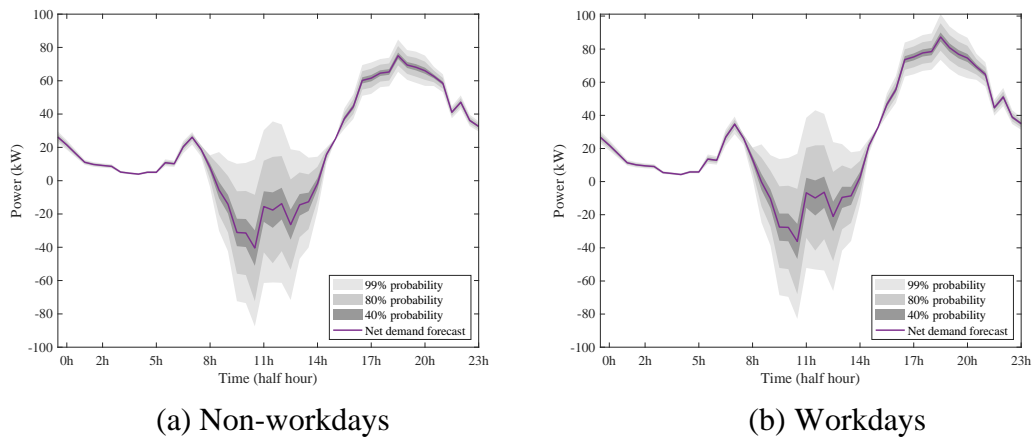 100
80
60
40
20
0
-20
-40
-60
-80
-100
Power (kW)
0h 2h 5h 8h 11h 14h 17h 20h 23h
Time (half hour)
99% probability
80% probability
40% probability
Net demand forecast
(a) Non-workdays
100
80
60
40
20
0
-20
-40
-60
-80
-100
Power (kW)
0h 2h 5h 8h 11h 14h 17h 20h 23h
Time (half hour)
99% probability
80% probability
40% probability
Net demand forecast
(b) Workdays